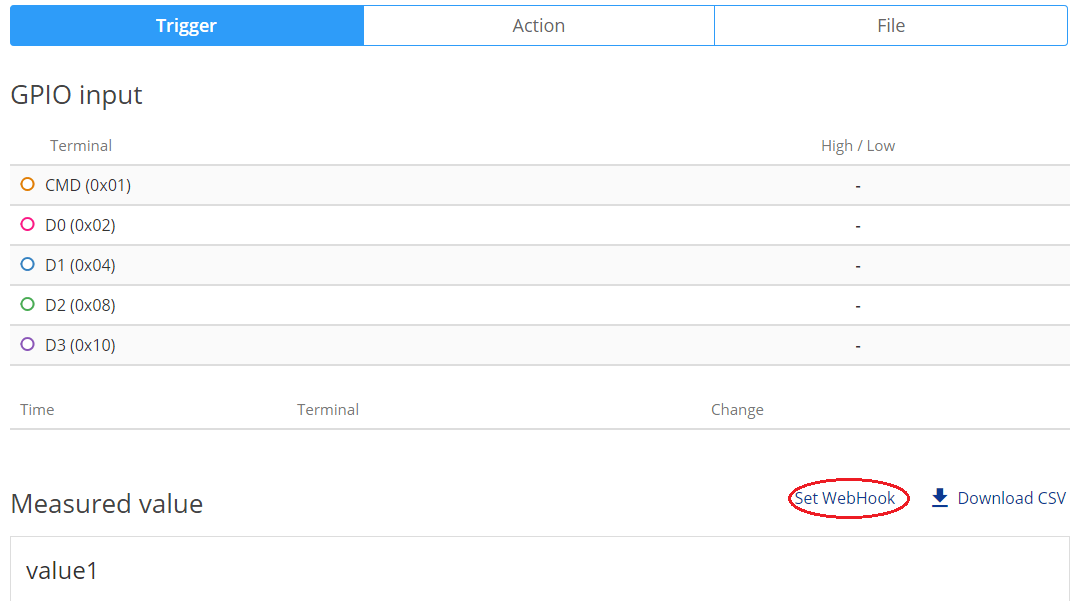 Trigger Action File
GPIO input
Terminal High / Low
CMD (0x01) -
D0 (0x02) -
D1 (0x04) -
D2 (0x08) -
D3 (0x10) -
Time Terminal Change
Measured value Set WebHook Download CSV
value1